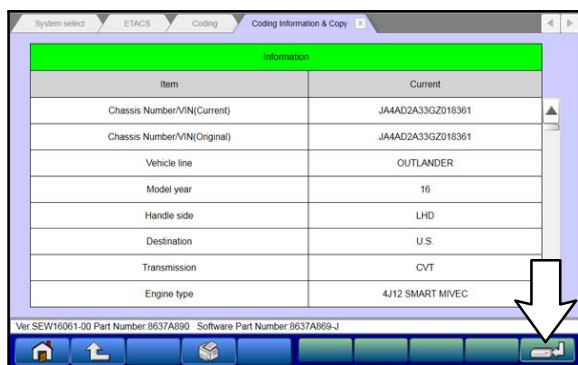 System select ETACS Coding Coding Information & Copy x
Information
Item Current
Chassis Number/VIN(Current) JA4AD2A33GZ018361
Chassis Number/VIN(Original) JA4AD2A33GZ018361
Vehicle line OUTLANDER
Model year 16
Handle side LHD
Destination U.S.
Transmission CVT
Engine type 4J12 SMART MIVEC
Ver.SEW16061-00 Part Number:8637A890 Software Part Number:8637A869-J